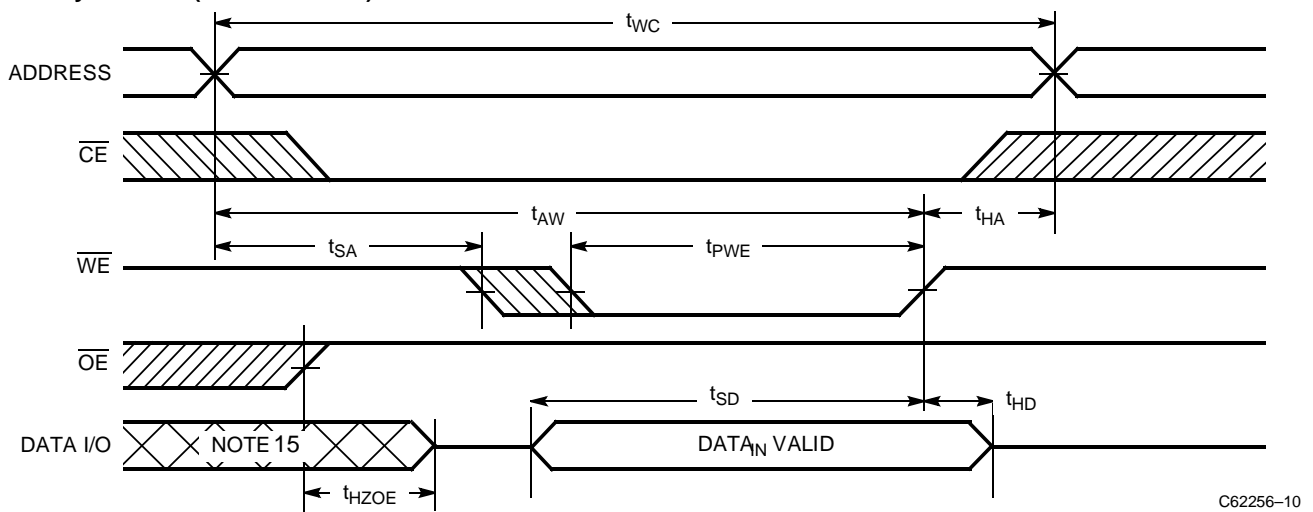 tWC
ADDRESS
CE
tAW
tHA
tSA
tPWE
WE
OE
tSD
tHD
DATA I/O
NOTE 15
DATAIN VALID
tHZOE
C62256–10